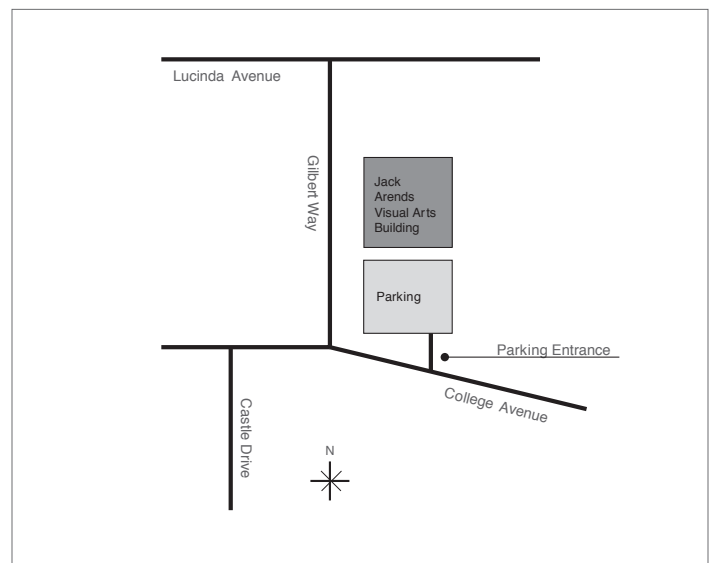 Lucinda Avenue
Gilbert Way
Jack
Arends
Visual Arts
Building
Parking
Parking Entrance
College Avenue
Castle Drive
N